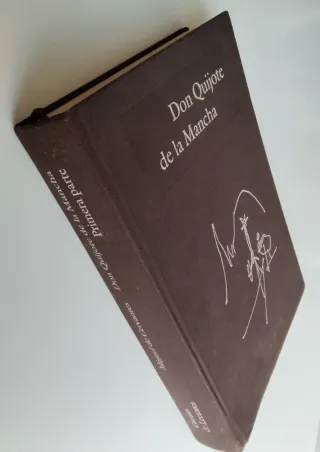 Don Quijote
de la Mancha
Miguel de Cervantes Don Quijote de la Mancha
Primera parte